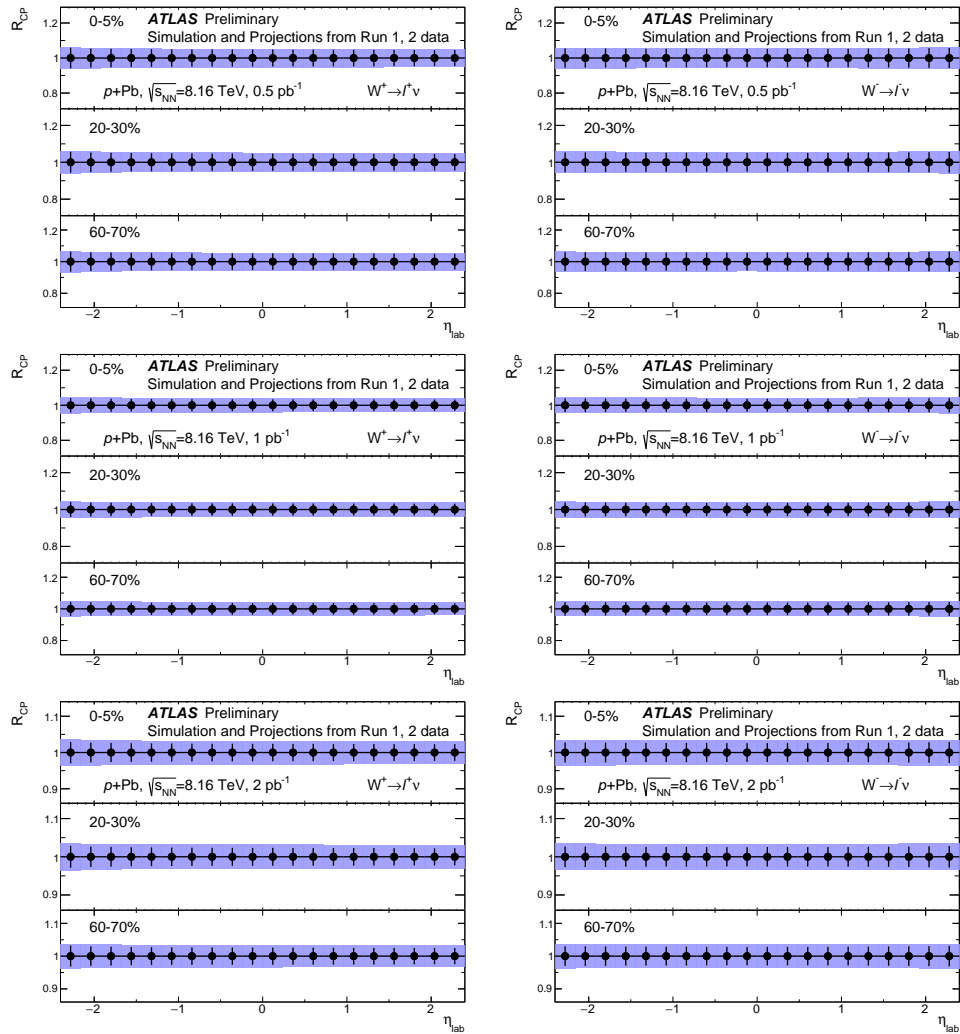 R_CP
1.2
1
0.8
0-5% ATLAS Preliminary
Simulation and Projections from Run 1, 2 data
p+Pb, √s_NN=8.16 TeV, 0.5 pb⁻¹ W⁺→l⁺ν
1.2
1
0.8
20-30%
1.2
1
0.8
60-70%
−2 −1 0 1 2
η_lab
R_CP
1.2
1
0.8
0-5% ATLAS Preliminary
Simulation and Projections from Run 1, 2 data
p+Pb, √s_NN=8.16 TeV, 0.5 pb⁻¹ W⁻→l⁻ν
1.2
1
0.8
20-30%
1.2
1
0.8
60-70%
−2 −1 0 1 2
η_lab
R_CP
1.2
1
0.8
0-5% ATLAS Preliminary
Simulation and Projections from Run 1, 2 data
p+Pb, √s_NN=8.16 TeV, 1 pb⁻¹ W⁺→l⁺ν
1.2
1
0.8
20-30%
1.2
1
0.8
60-70%
−2 −1 0 1 2
η_lab
R_CP
1.2
1
0.8
0-5% ATLAS Preliminary
Simulation and Projections from Run 1, 2 data
p+Pb, √s_NN=8.16 TeV, 1 pb⁻¹ W⁻→l⁻ν
1.2
1
0.8
20-30%
1.2
1
0.8
60-70%
−2 −1 0 1 2
η_lab
R_CP
1.1
1
0.9
0-5% ATLAS Preliminary
Simulation and Projections from Run 1, 2 data
p+Pb, √s_NN=8.16 TeV, 2 pb⁻¹ W⁺→l⁺ν
1.1
1
0.9
20-30%
1.1
1
0.9
60-70%
−2 −1 0 1 2
η_lab
R_CP
1.1
1
0.9
0-5% ATLAS Preliminary
Simulation and Projections from Run 1, 2 data
p+Pb, √s_NN=8.16 TeV, 2 pb⁻¹ W⁻→l⁻ν
1.1
1
0.9
20-30%
1.1
1
0.9
60-70%
−2 −1 0 1 2
η_lab